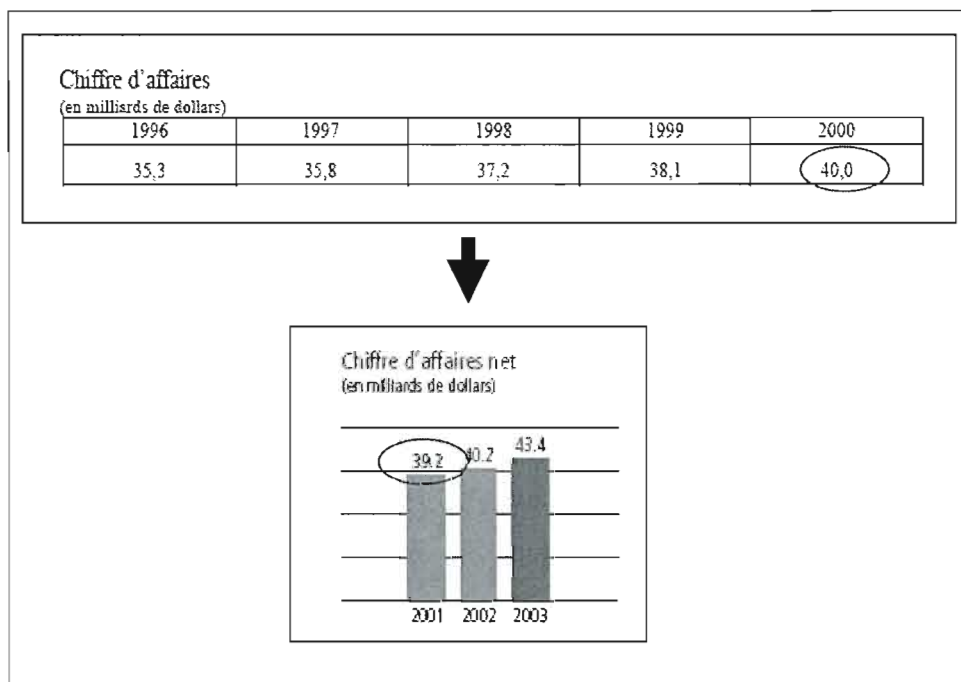 Chiffre d'affaires
(en milliards de dollars)
1996 1997 1998 1999 2000
35,3 35,8 37,2 38,1 40,0
Chiffre d'affaires net
(en milliards de dollars)
39.2 40.2 43.4
2001 2002 2003